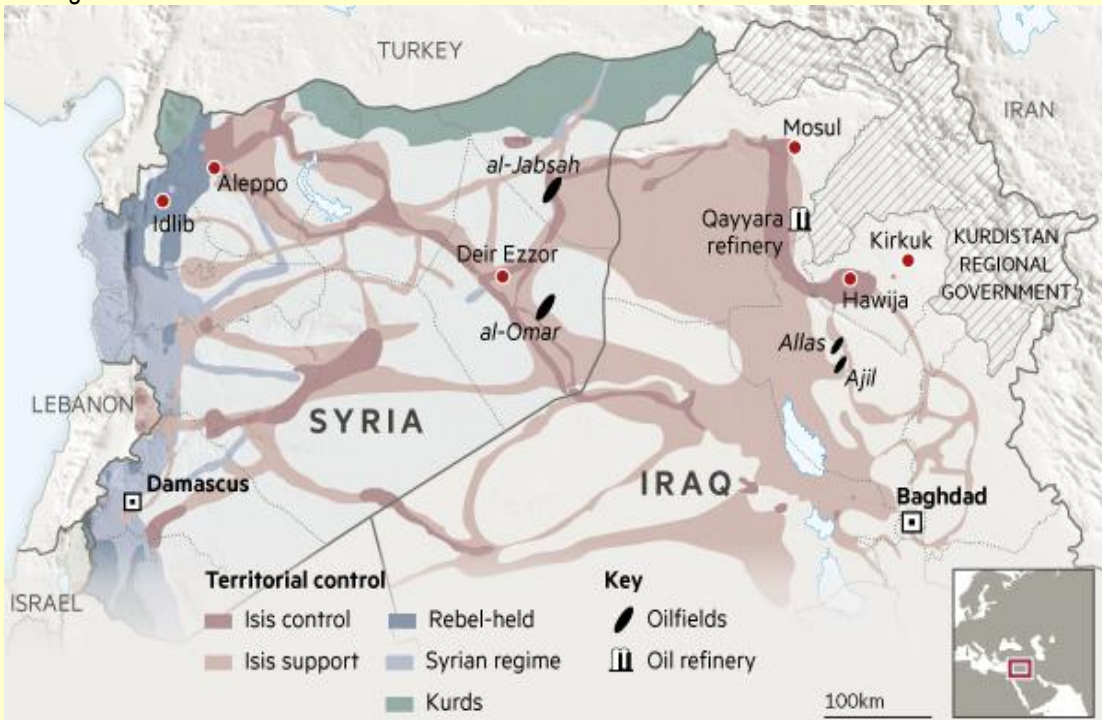 TURKEY
IRAN
Mosul
al-Jabsah
Aleppo
Idlib
Qayyara
refinery
Kirkuk
KURDISTAN
REGIONAL
GOVERNMENT
Deir Ezzor
Hawija
al-Omar
Allas
Ajil
LEBANON
SYRIA
IRAQ
Damascus
Baghdad
ISRAEL
Territorial control
Isis control
Rebel-held
Isis support
Syrian regime
Kurds
Key
Oilfields
Oil refinery
100km